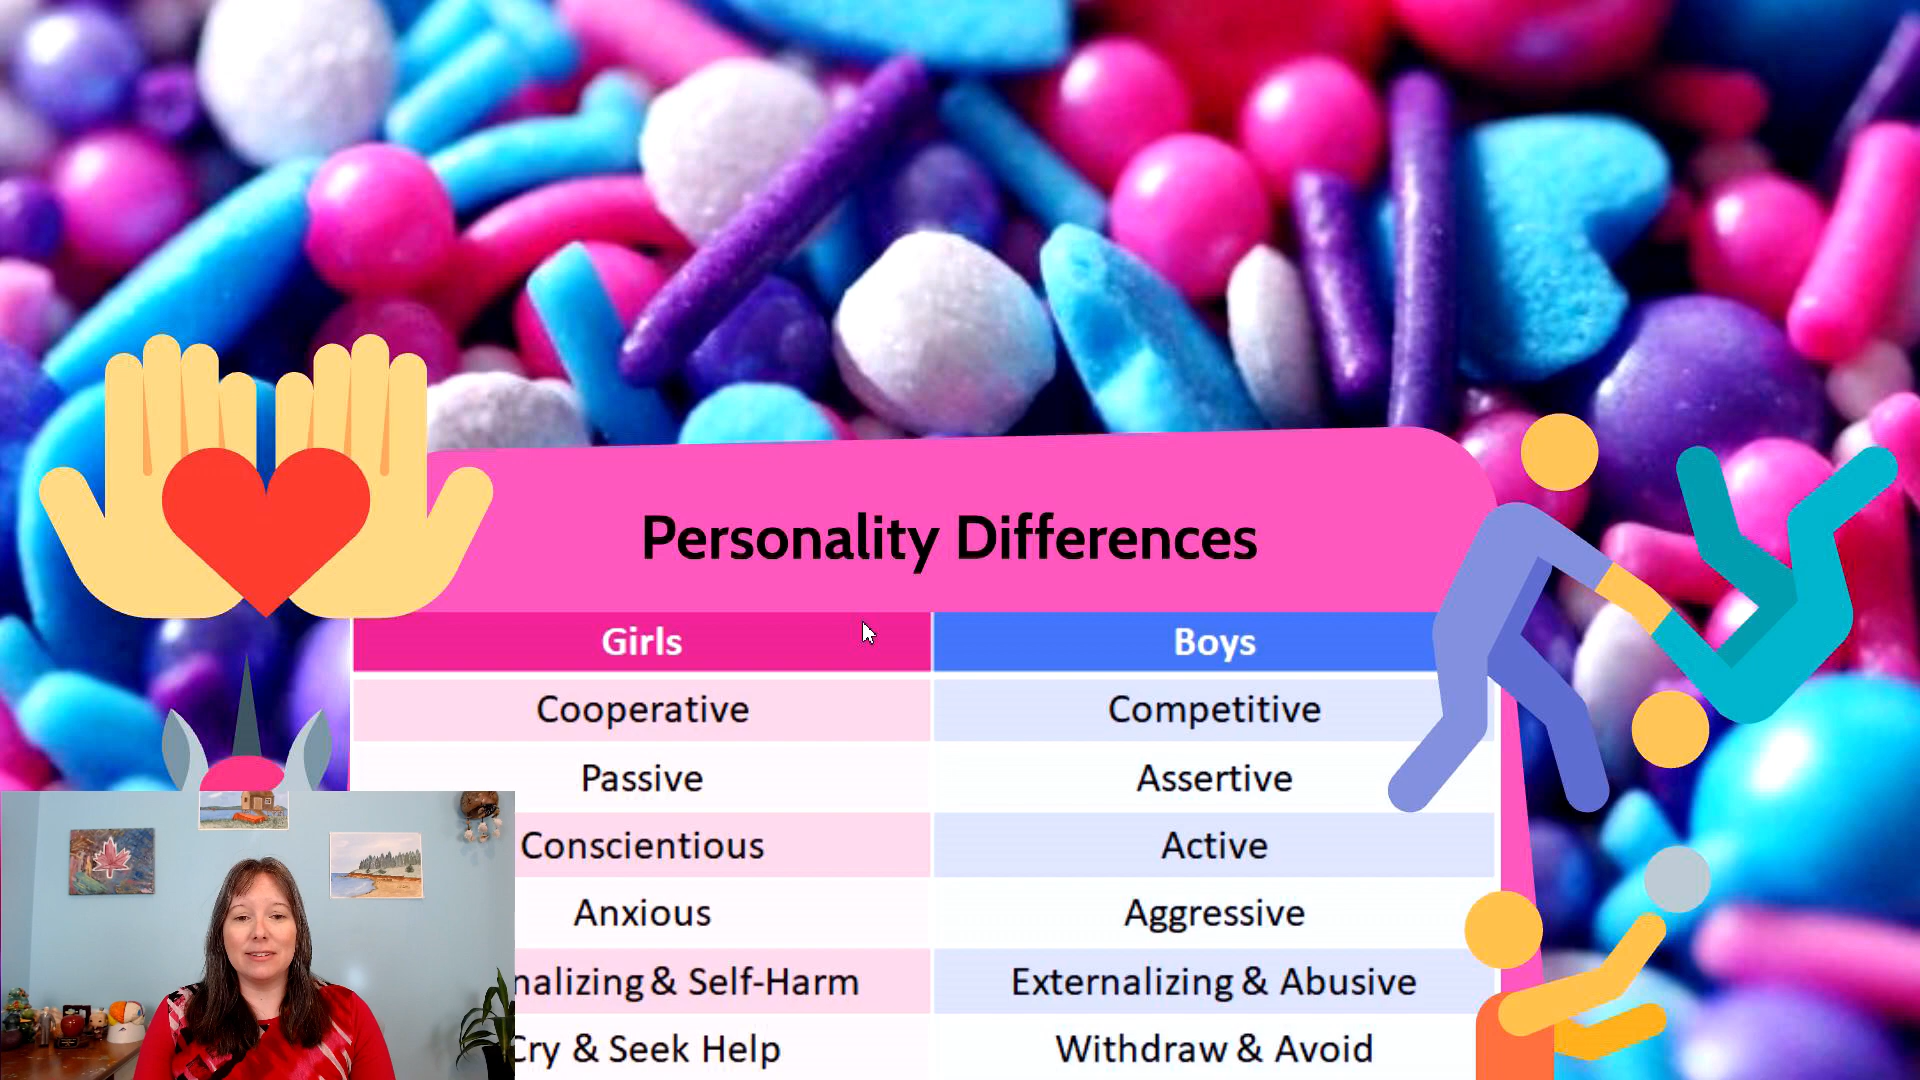 Personality Differences
Girls Boys
Cooperative Competitive
Passive Assertive
Conscientious Active
Anxious Aggressive
& Self-Harm Externalizing & Abusive
Cry & Seek Help Withdraw & Avoid